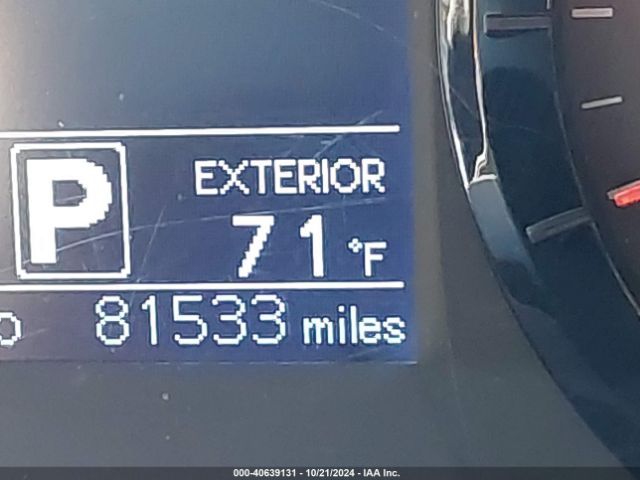 P
EXTERIOR
71 °F
81533 miles
000-40639131 - 10/21/2024 - IAA Inc.